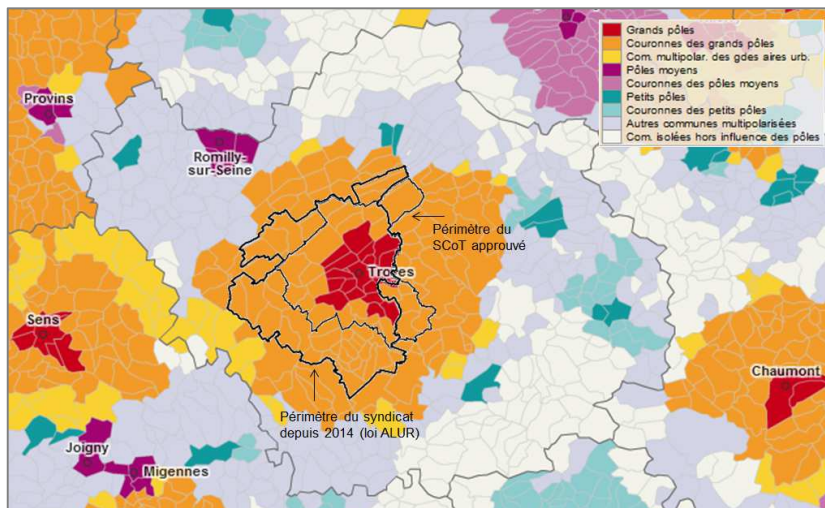 Grands pôles
Couronnes des grands pôles
Com. multipolar. des gdes aires urb.
Pôles moyens
Couronnes des pôles moyens
Petits pôles
Couronnes des petits pôles
Autres communes multipolarisées
Com. isolées hors influence des pôles
Provins
Romilly-
sur-Seine
Périmètre du
SCoT approuvé
Troyes
Sens
Chaumont
Périmètre du syndicat
depuis 2014 (loi ALUR)
Joigny
Migennes